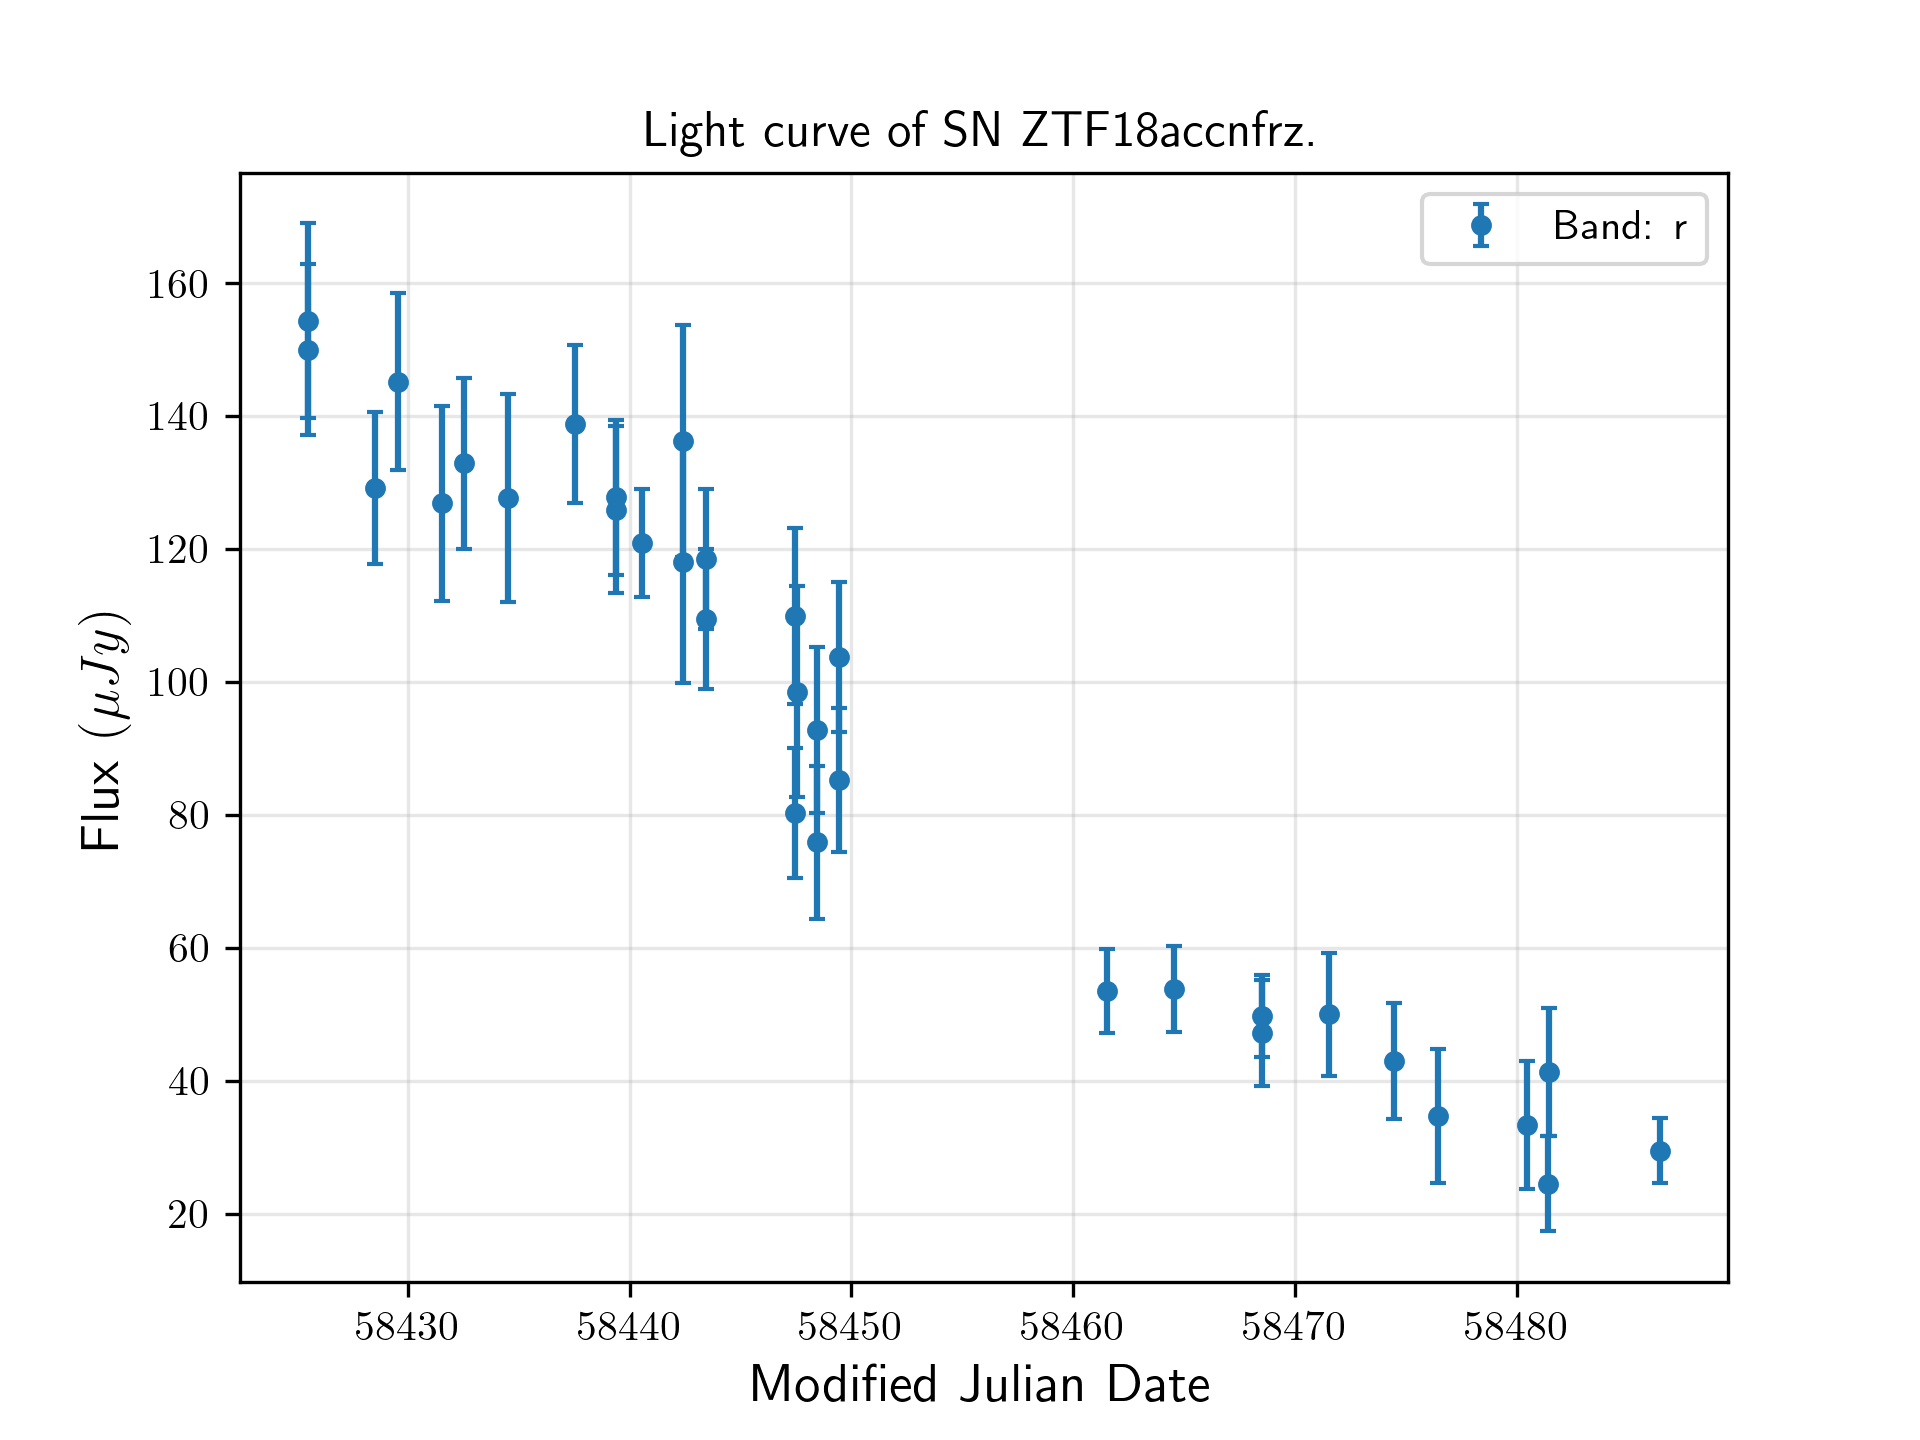 Light curve of SN ZTF18accnfrz.
Band: r
160
140
120
100
80
60
40
20
Flux (μJy)
58430 58440 58450 58460 58470 58480
Modified Julian Date